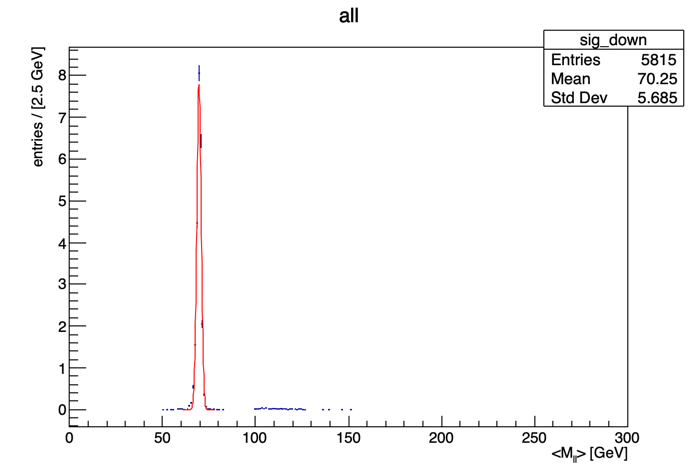 all
sig_down
Entries 5815
Mean 70.25
Std Dev 5.685
entries / [2.5 GeV]
8
7
6
5
4
3
2
1
0
0 50 100 150 200 250 300
<M_ll> [GeV]